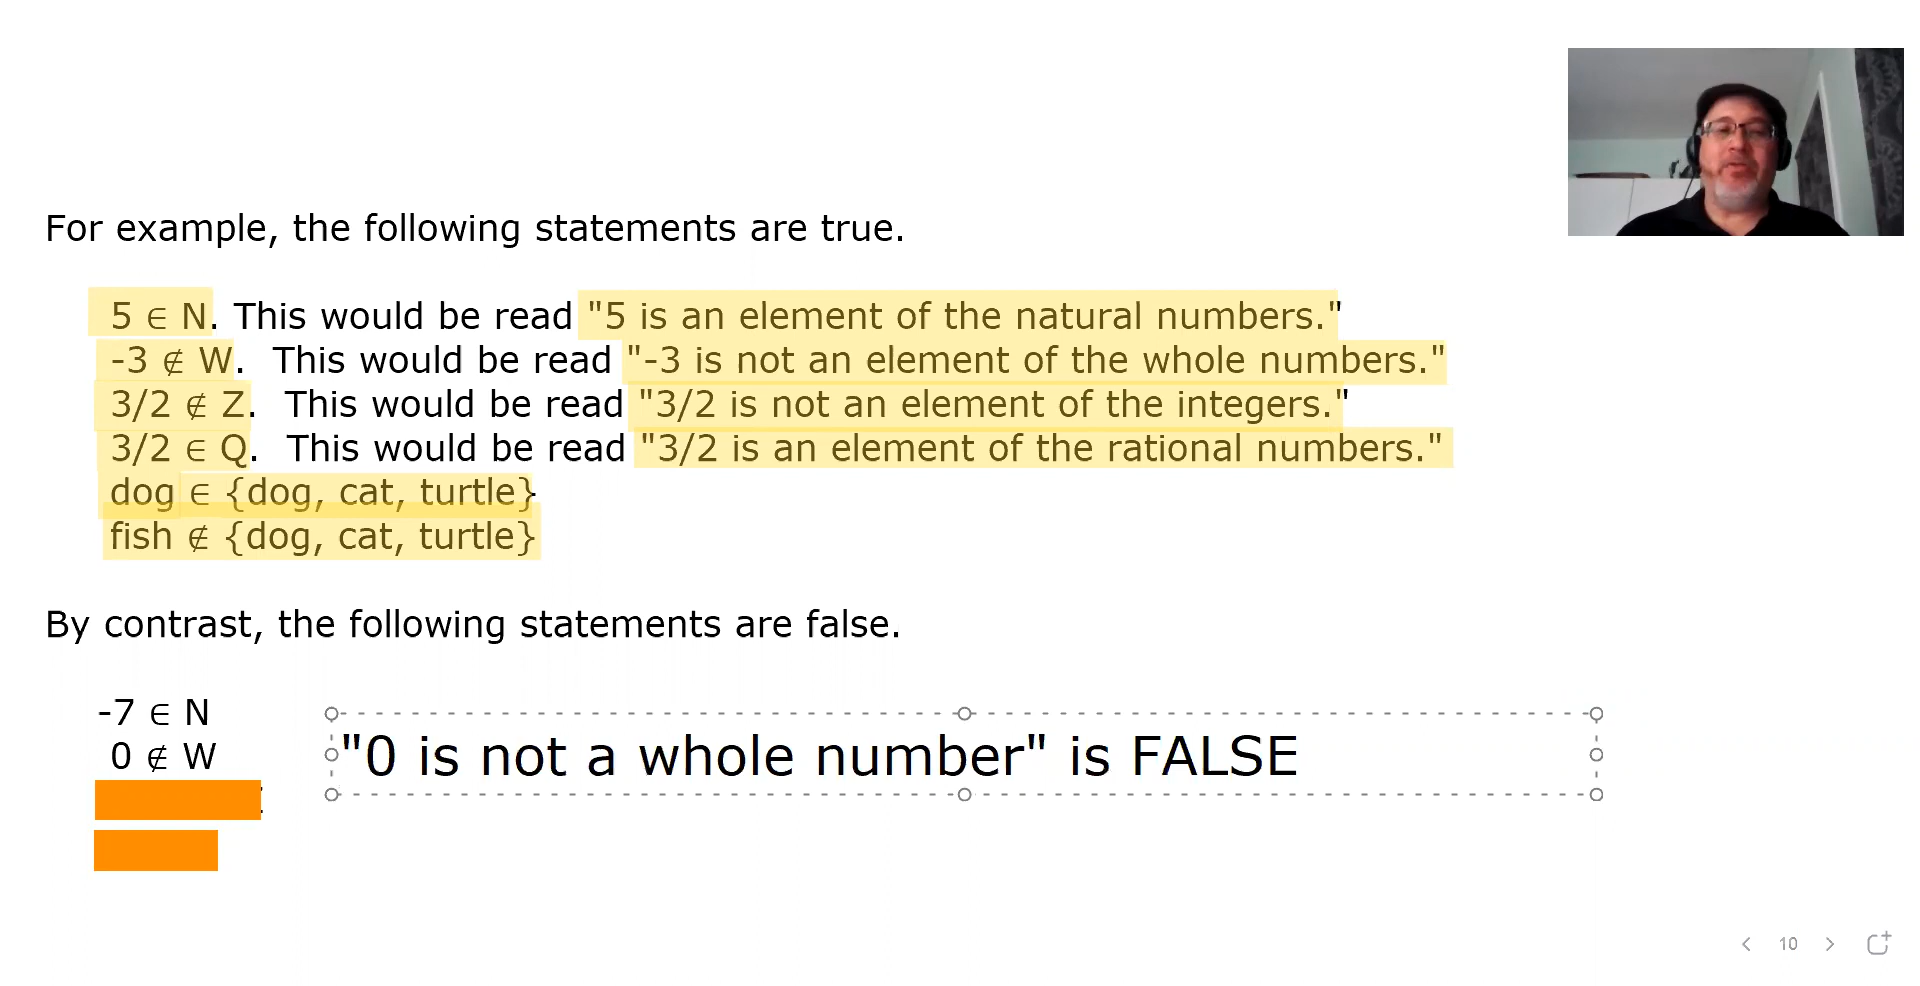 For example, the following statements are true.
5 ∈ N. This would be read "5 is an element of the natural numbers."
-3 ∉ W. This would be read "-3 is not an element of the whole numbers."
3/2 ∉ Z. This would be read "3/2 is not an element of the integers."
3/2 ∈ Q. This would be read "3/2 is an element of the rational numbers."
dog ∈ {dog, cat, turtle}
fish ∉ {dog, cat, turtle}
By contrast, the following statements are false.
-7 ∈ N
0 ∉ W
"0 is not a whole number" is FALSE
10